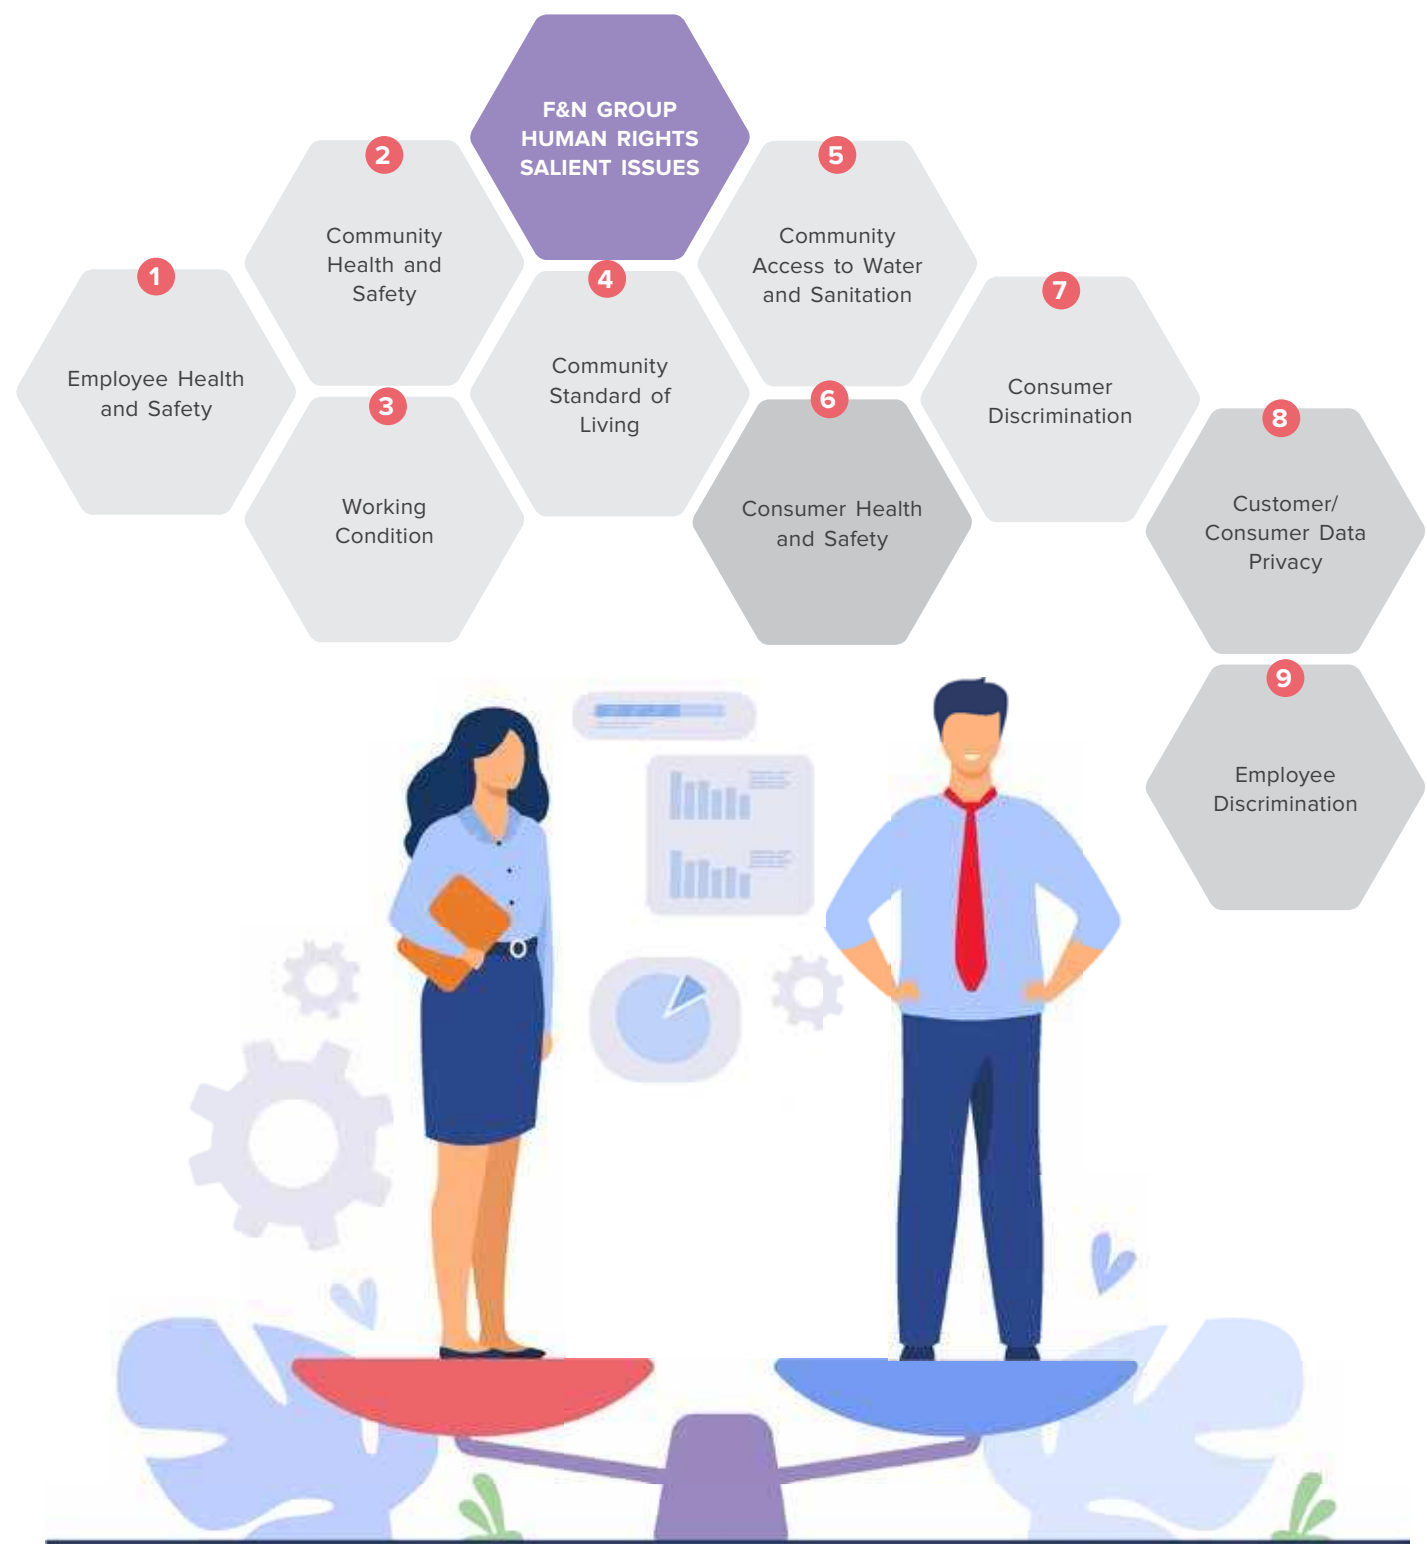 F&N GROUP
HUMAN RIGHTS
SALIENT ISSUES
1
Employee Health
and Safety
2
Community
Health and
Safety
3
Working
Condition
4
Community
Standard of
Living
5
Community
Access to Water
and Sanitation
6
Consumer Health
and Safety
7
Consumer
Discrimination
8
Customer/
Consumer Data
Privacy
9
Employee
Discrimination